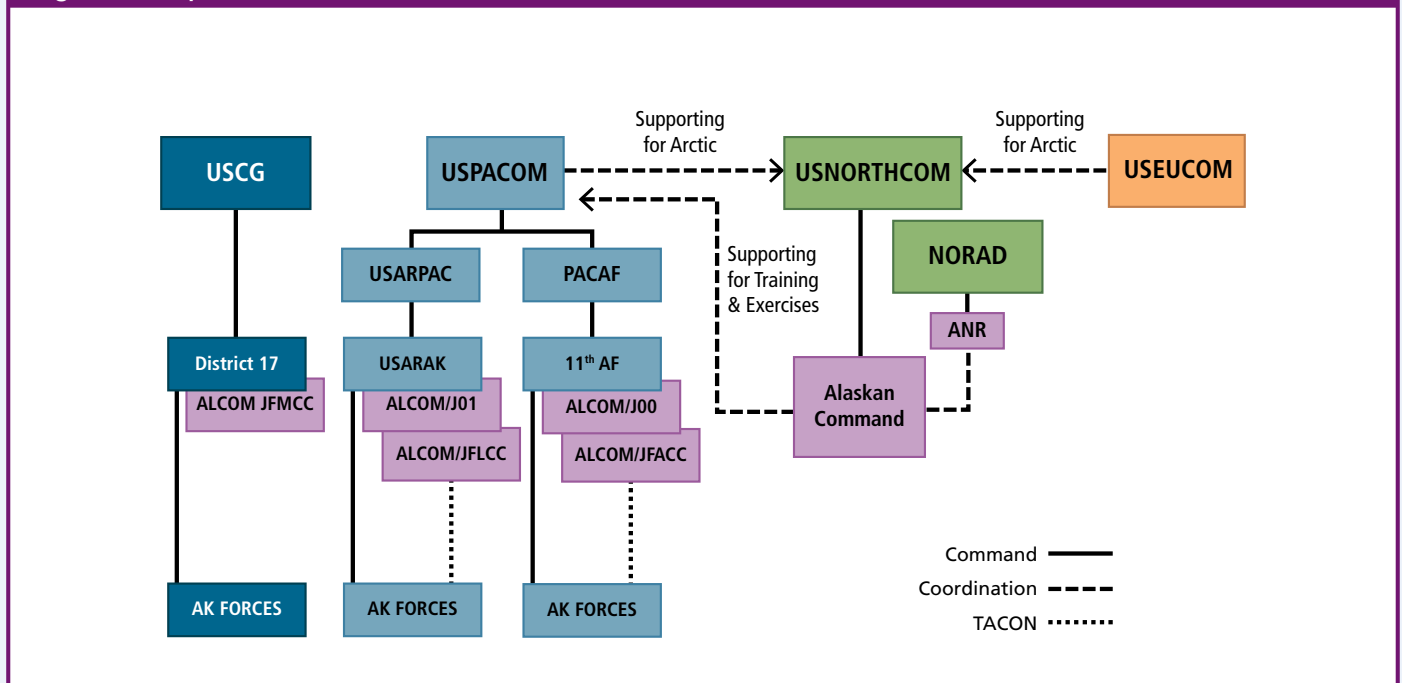 Supporting
for Arctic
Supporting
for Arctic
USCG
USPACOM
USNORTHCOM
USEUCOM
Supporting
for Training
& Exercises
NORAD
USARPAC
PACAF
ANR
District 17
USARAK
11th AF
ALCOM JFMCC
ALCOM/J01
ALCOM/J00
Alaskan
Command
ALCOM/JFLCC
ALCOM/JFACC
Command
Coordination
TACON
AK FORCES
AK FORCES
AK FORCES